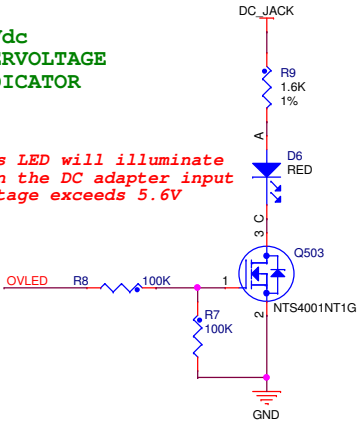 DC_JACK
Vdc
ERVOLTAGE
DICATOR
R9
1.6K
1%
A
s LED will illuminate
n the DC adapter input
tage exceeds 5.6V
D6
RED
C
3
Q503
OVLED
R8
100K
1
NTS4001NT1G
R7
100K
2
GND